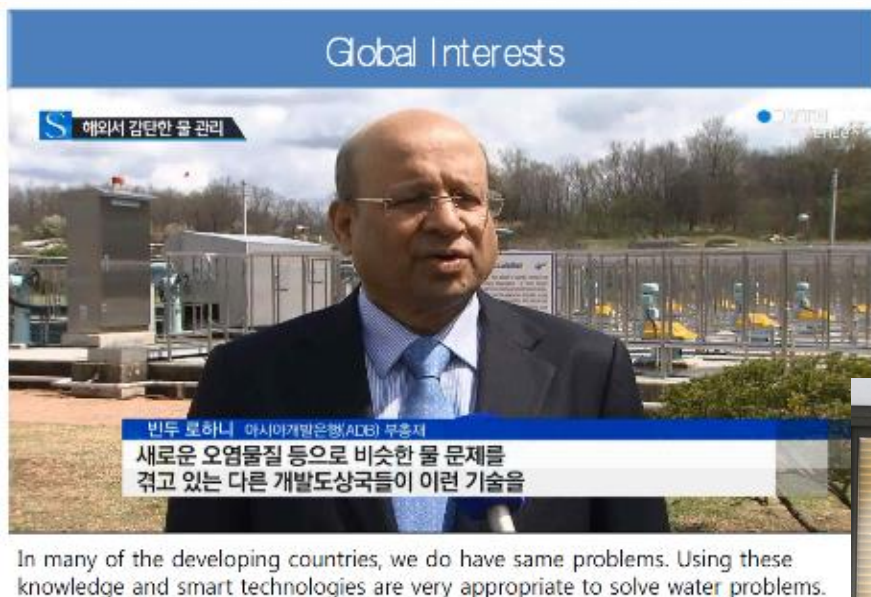 Global Interests
S 해외서 감탄한 물 관리
빈두 로하니 아시아개발은행(ADB) 부총재
새로운 오염물질 등으로 비슷한 물 문제를
겪고 있는 다른 개발도상국들이 이런 기술을
In many of the developing countries, we do have same problems. Using these
knowledge and smart technologies are very appropriate to solve water problems.